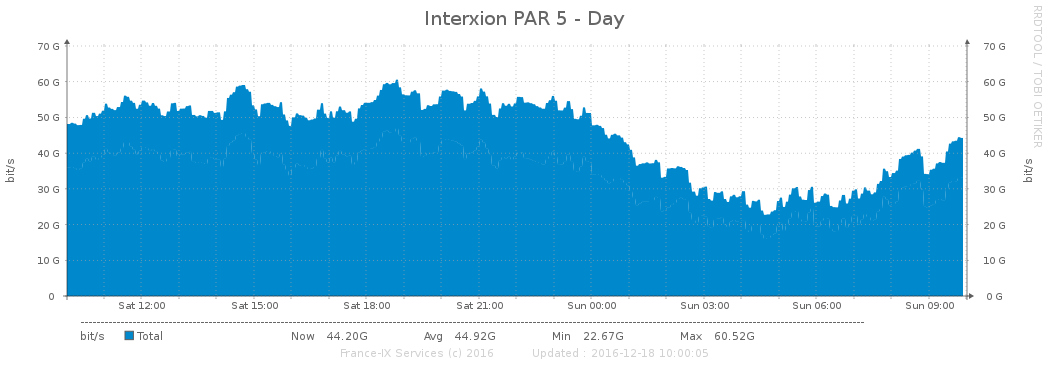 Interxion PAR 5 - Day
RRDTOOL / TOBI OETIKER
70 G 70 G
60 G 60 G
50 G 50 G
40 G 40 G
30 G 30 G
20 G 20 G
10 G 10 G
0 0 G
bit/s
bit/s
Sat 12:00 Sat 15:00 Sat 18:00 Sat 21:00 Sun 00:00 Sun 03:00 Sun 06:00 Sun 09:00
bit/s Total Now 44.20G Avg 44.92G Min 22.67G Max 60.52G
France-IX Services (c) 2016 Updated : 2016-12-18 10:00:05